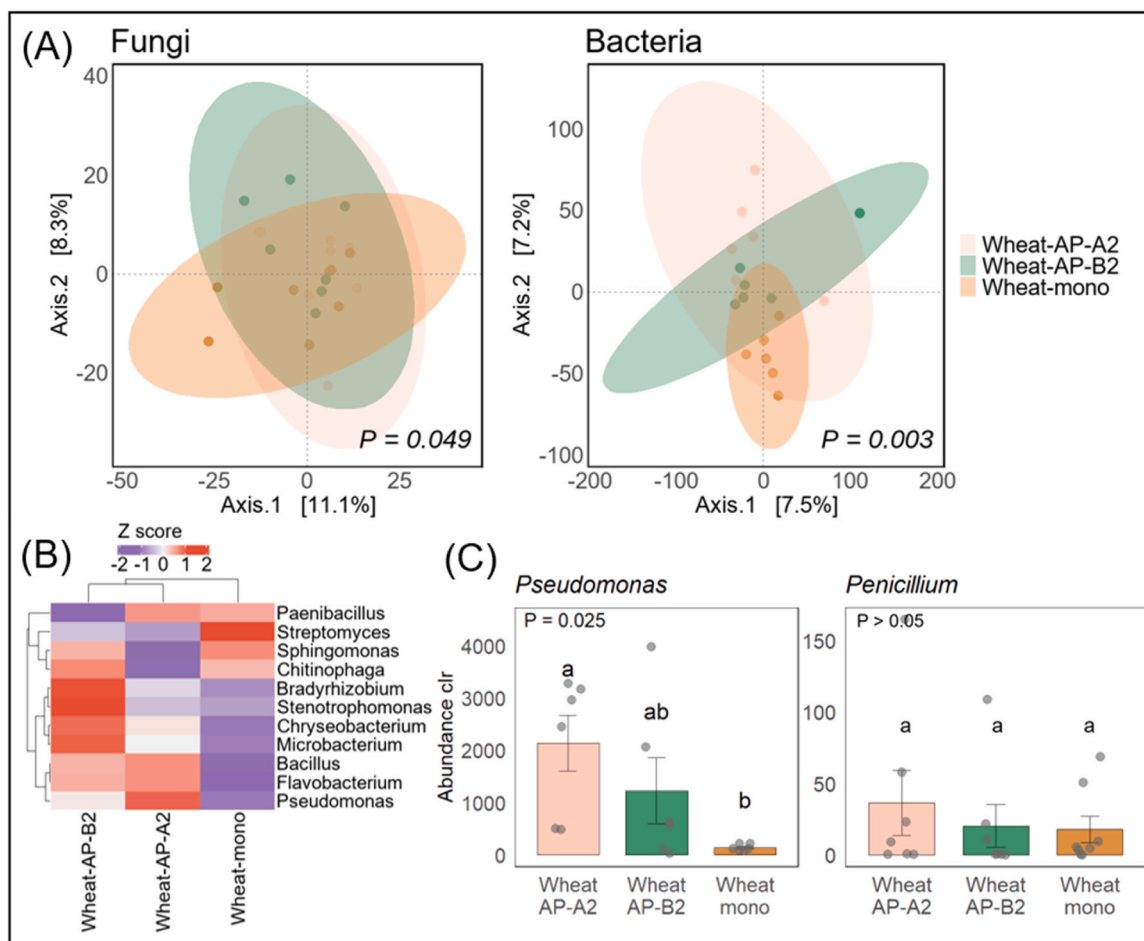 (A)
Fungi
40
20
0
-20
-50
-25
0
25
Axis.2 [8.3%]
Axis.1 [11.1%]
P = 0.049
Bacteria
100
50
0
-50
-100
-200
-100
0
100
200
Axis.2 [7.2%]
Axis.1 [7.5%]
P = 0.003
Wheat-AP-A2
Wheat-AP-B2
Wheat-mono
(B)
Z score
-2 -1 0 1 2
Paenibacillus
Streptomyces
Sphingomonas
Chitinophaga
Bradyrhizobium
Stenotrophomonas
Chryseobacterium
Microbacterium
Bacillus
Flavobacterium
Pseudomonas
Wheat-AP-B2
Wheat-AP-A2
Wheat-mono
(C)
Pseudomonas
P = 0.025
4000
3000
2000
1000
0
Abundance clr
a
ab
b
Wheat
AP-A2
Wheat
AP-B2
Wheat
mono
Penicillium
P > 0.05
150
100
50
0
a
a
a
Wheat
AP-A2
Wheat
AP-B2
Wheat
mono